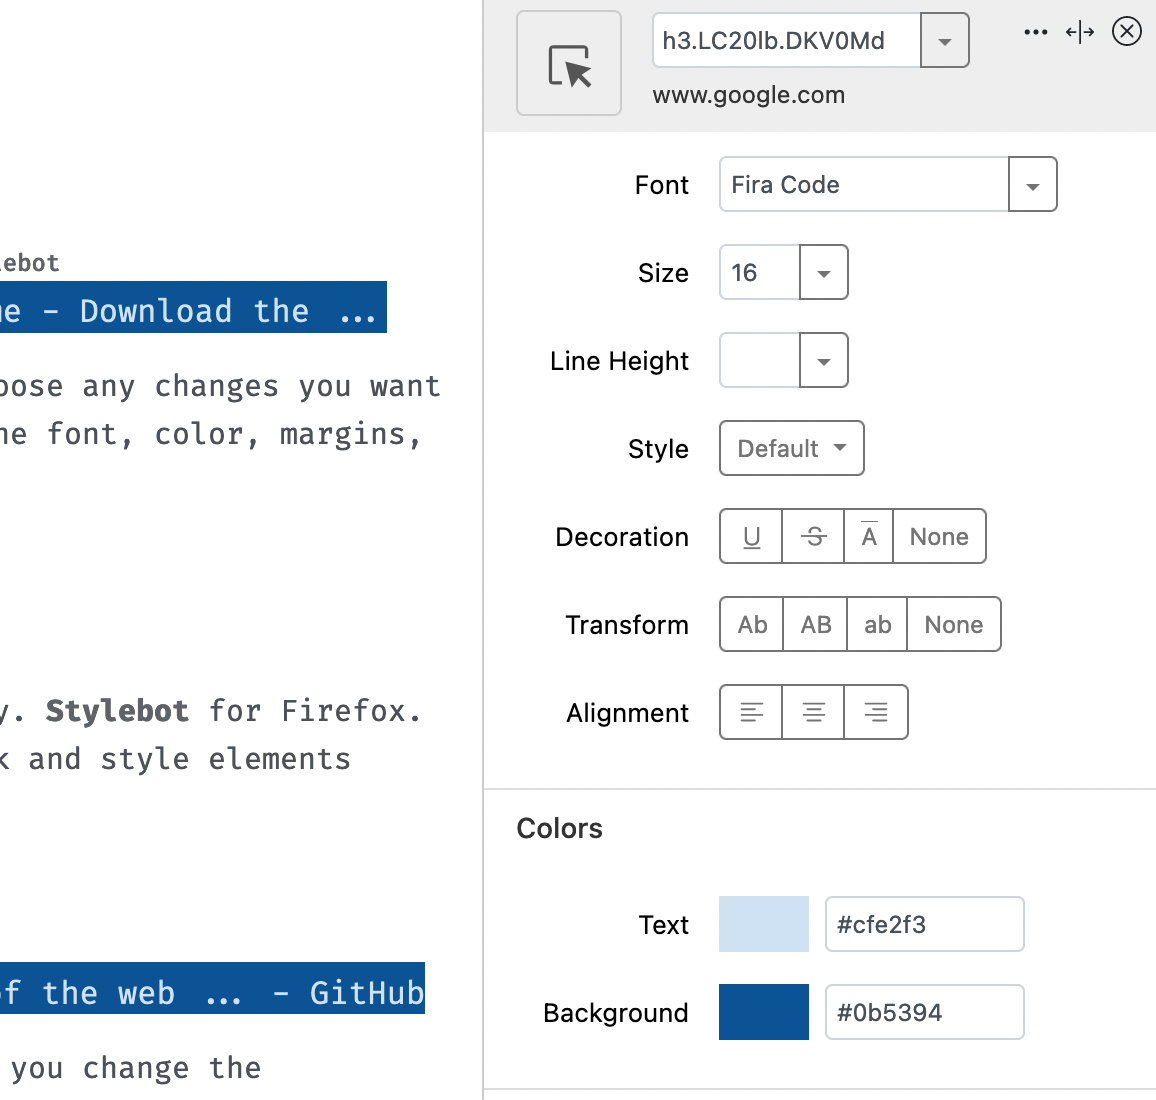 h3.LC20lb.DKV0Md
www.google.com
Font
Fira Code
Size
16
Line Height
Style
Default
Decoration
U
S
A
None
Transform
Ab
AB
ab
None
Alignment
Colors
Text
#cfe2f3
Background
#0b5394
- Download the ...
any changes you want
font, color, margins,
Stylebot for Firefox.
and style elements
the web ... - GitHub
you change the